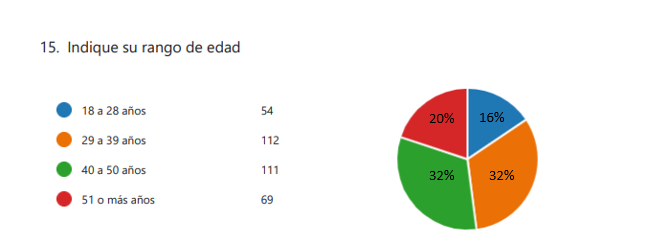 15. Indique su rango de edad
18 a 28 años 54
29 a 39 años 112
40 a 50 años 111
51 o más años 69
20% 16%
32% 32%